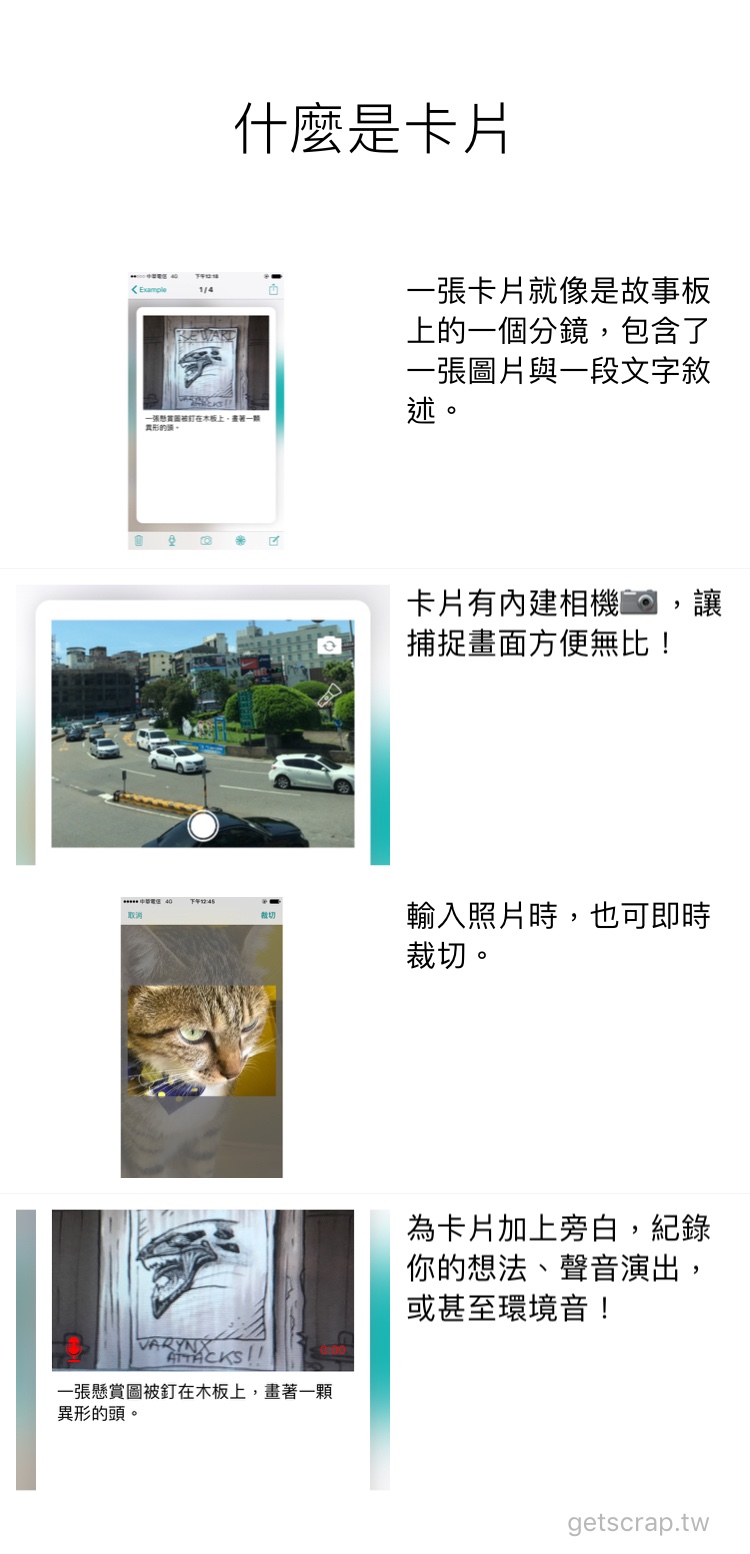 什麼是卡片
中華電信 4G 下午12:18
Example 1/4
BEWARE
VARYNX
ATTACKS!!
一張懸賞圖被釘在木板上，畫著一顆
異形的頭。
一張卡片就像是故事板
上的一個分鏡，包含了
一張圖片與一段文字敘
述。
卡片有內建相機📷，讓
捕捉畫面方便無比！
中華電信 4G 下午12:45
取消 裁切
輸入照片時，也可即時
裁切。
VARYNX
ATTACKS!!
0:00
一張懸賞圖被釘在木板上，畫著一顆
異形的頭。
為卡片加上旁白，紀錄
你的想法、聲音演出，
或甚至環境音！
getscrap.tw